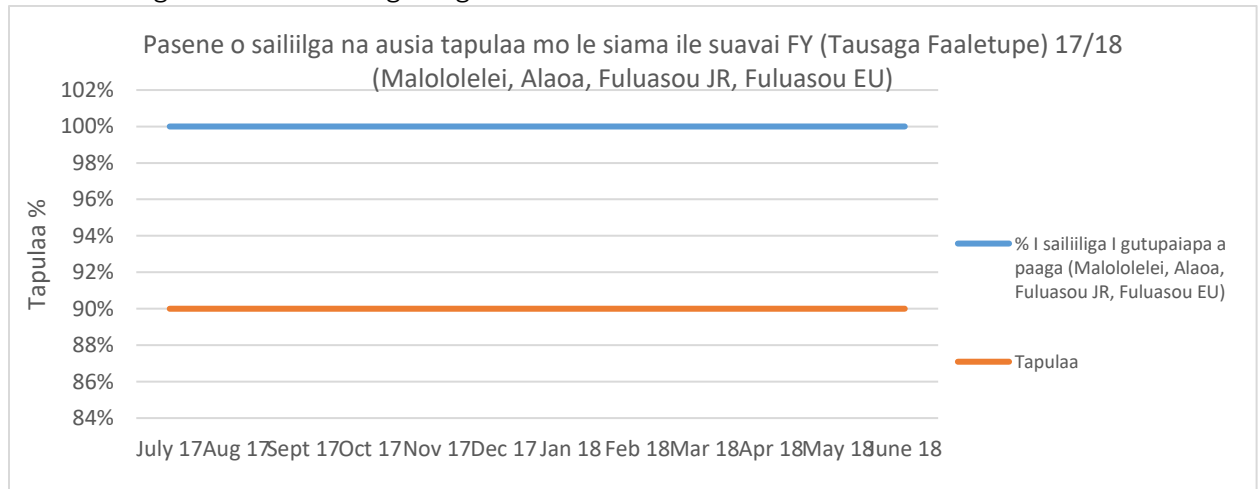 Pasene o sailiilga na ausia tapulaa mo le siama ile suavai FY (Tausaga Faaletupe) 17/18
(Malololelei, Alaoa, Fuluasou JR, Fuluasou EU)
102%
100%
98%
96%
94%
92%
90%
88%
86%
84%
Tapulaa %
July 17 Aug 17 Sept 17 Oct 17 Nov 17 Dec 17 Jan 18 Feb 18 Mar 18 Apr 18 May 18 June 18
% I sailiiliga I gutupaiapa a
paaga (Malololelei, Alaoa,
Fuluasou JR, Fuluasou EU)
Tapulaa